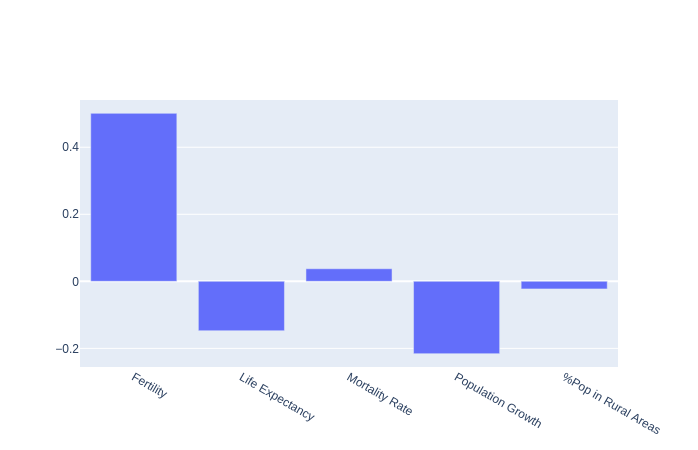 0.4
0.2
0
−0.2
Fertility
Life Expectancy
Mortality Rate
Population Growth
%Pop in Rural Areas